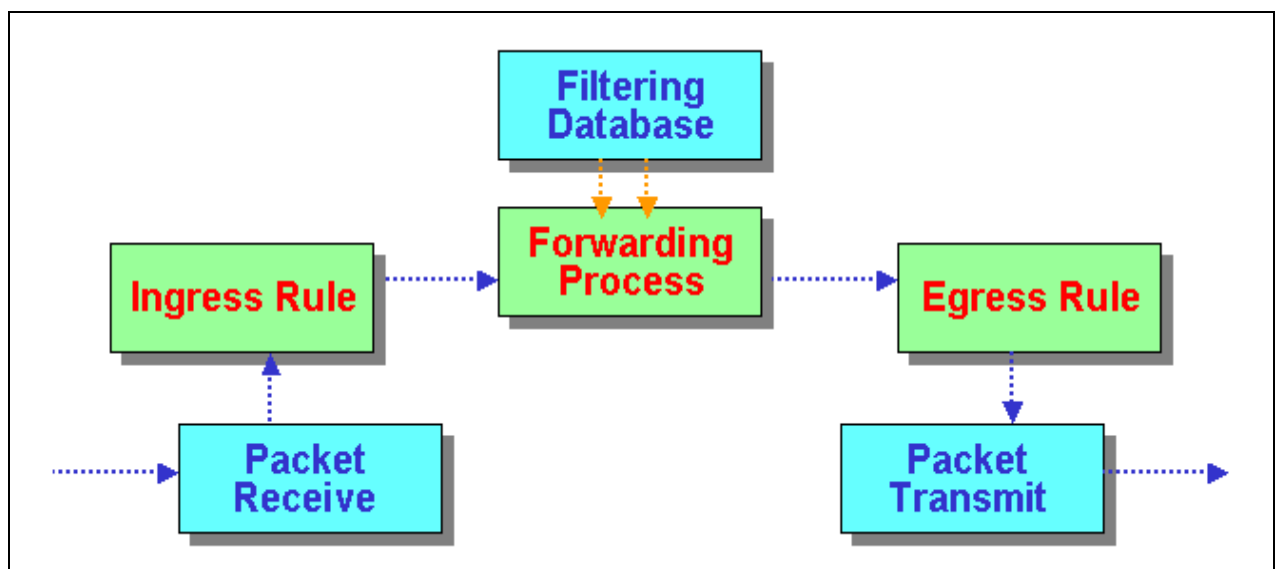 Filtering
Database
Forwarding
Process
Ingress Rule
Egress Rule
Packet
Receive
Packet
Transmit